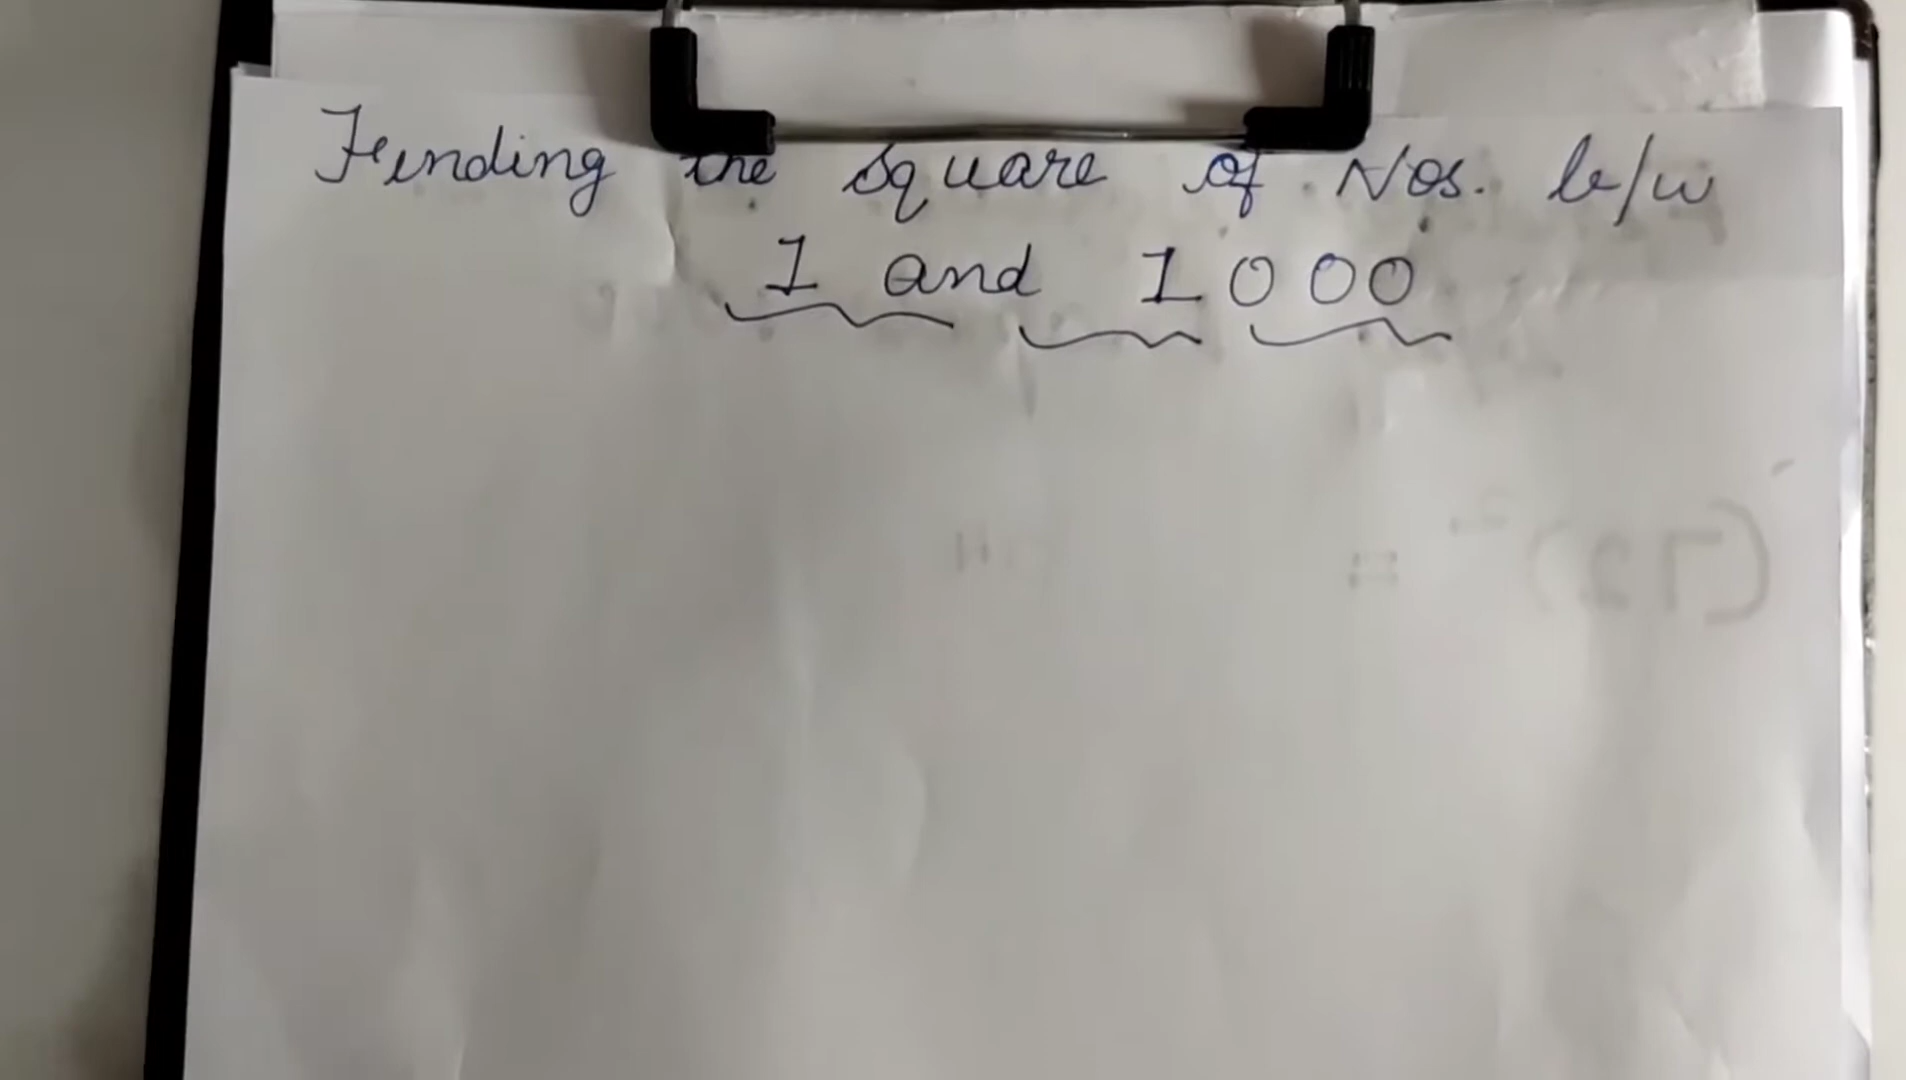 Finding the square of Nos. b/w
1 and 1000